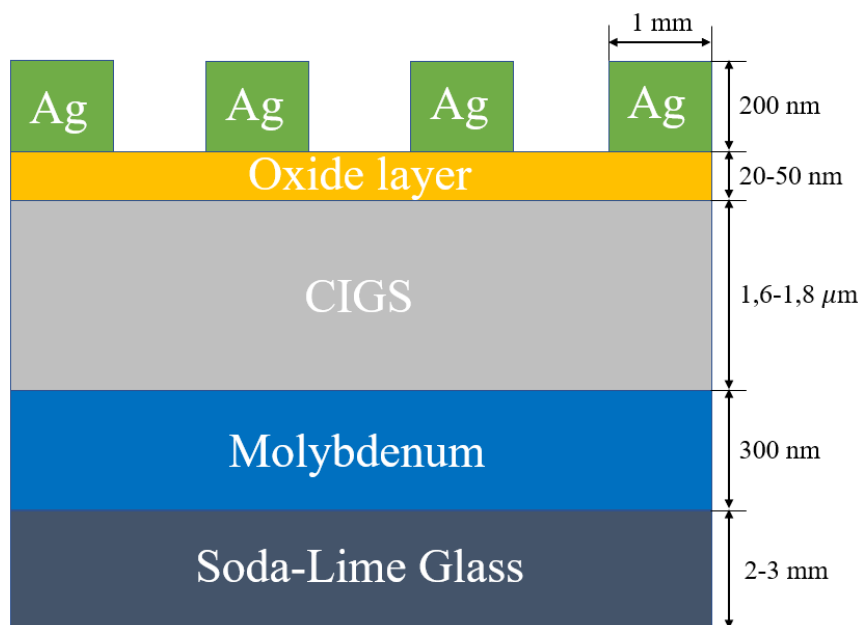 1 mm
Ag Ag Ag Ag
200 nm
Oxide layer
20-50 nm
CIGS
1,6-1,8 μm
Molybdenum
300 nm
Soda-Lime Glass
2-3 mm